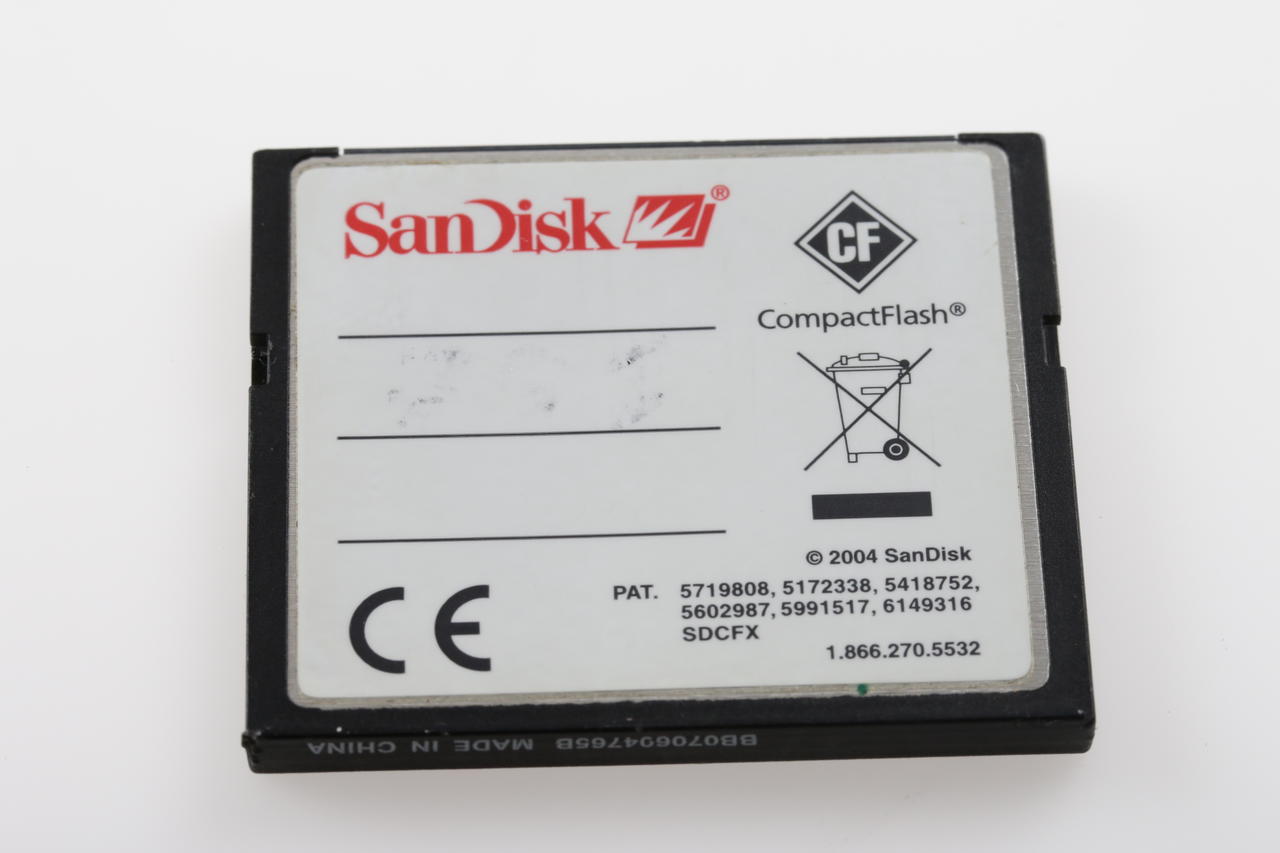 SanDisk®
CF
CompactFlash®
© 2004 SanDisk
PAT. 5719808, 5172338, 5418752,
5602987, 5991517, 6149316
SDCFX
1.866.270.5532
CE
BB070694765B MADE IN CHINA